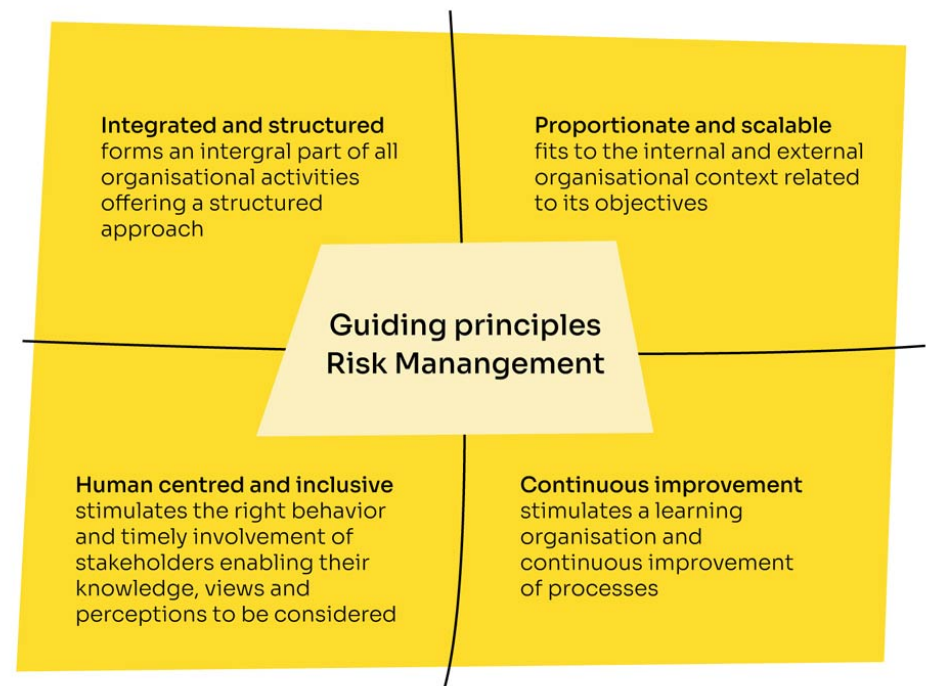 Integrated and structured
forms an intergral part of all
organisational activities
offering a structured
approach
Proportionate and scalable
fits to the internal and external
organisational context related
to its objectives
Guiding principles
Risk Manangement
Human centred and inclusive
stimulates the right behavior
and timely involvement of
stakeholders enabling their
knowledge, views and
perceptions to be considered
Continuous improvement
stimulates a learning
organisation and
continuous improvement
of processes